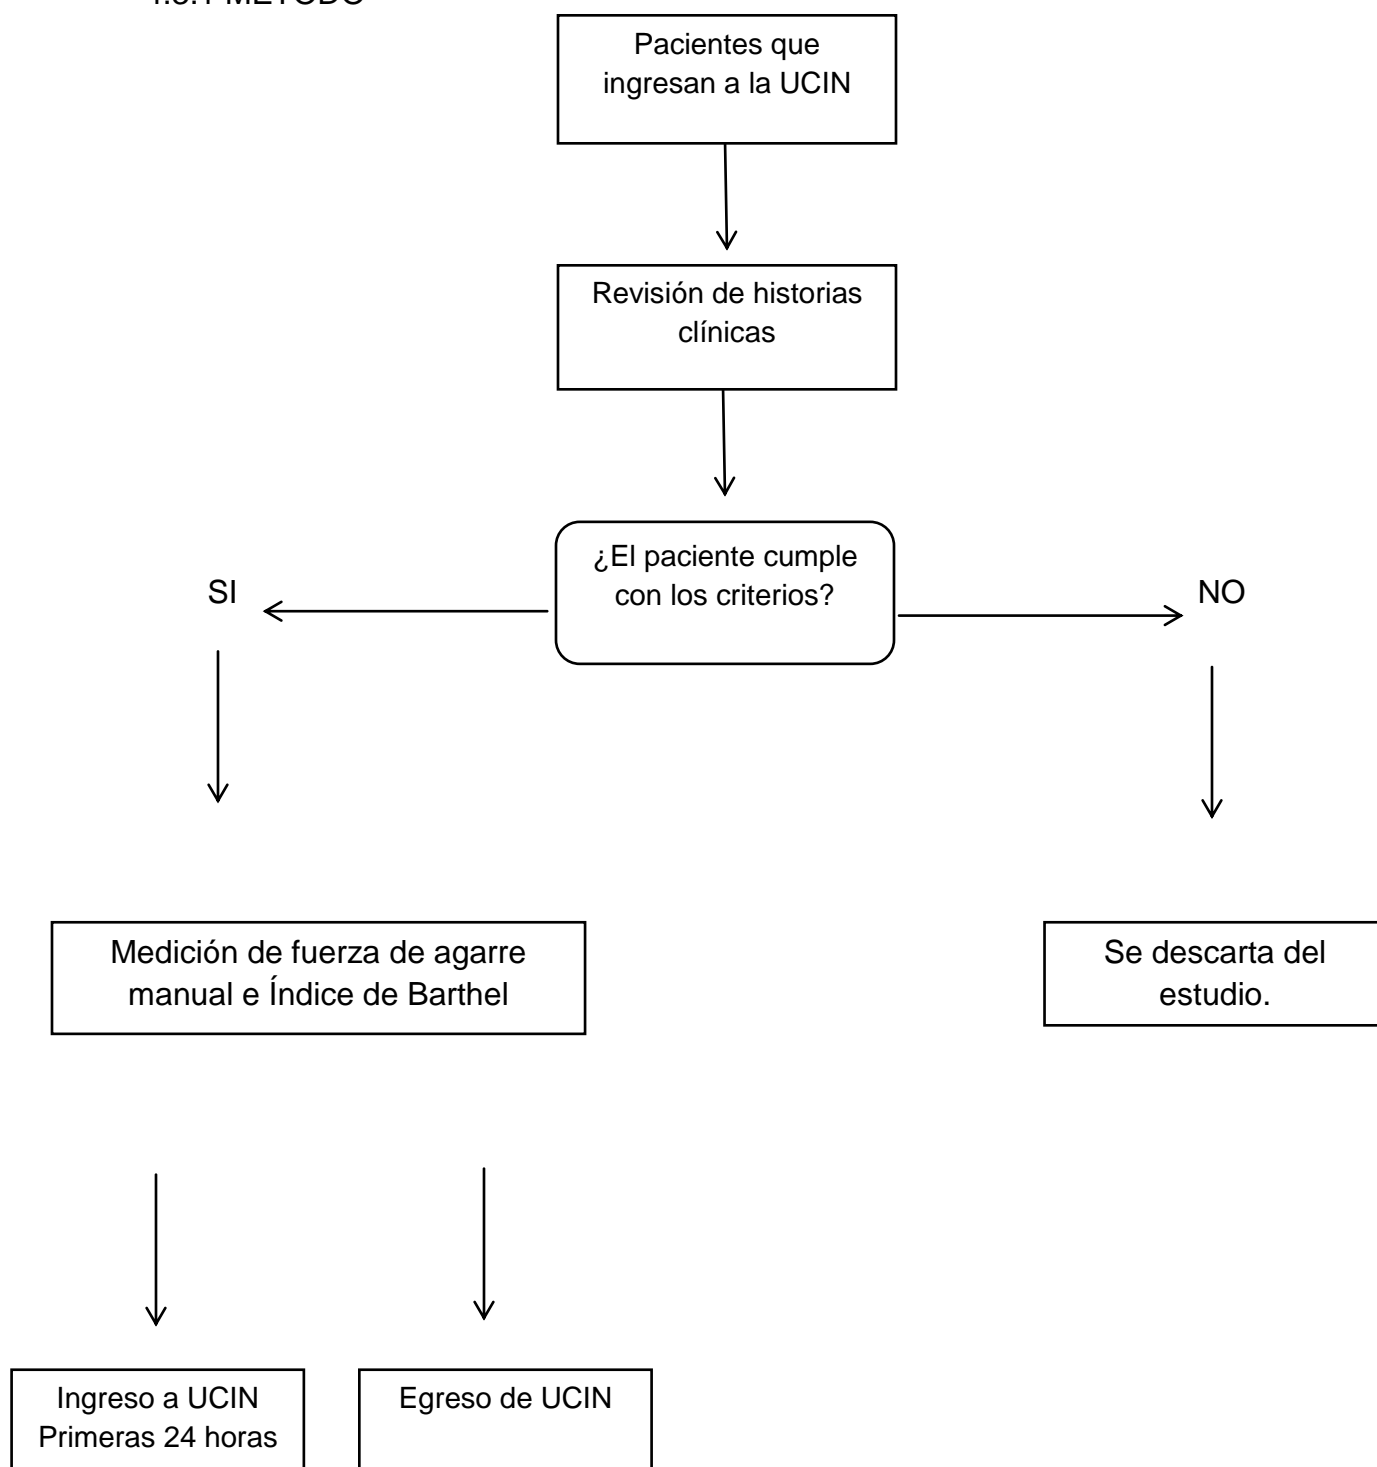 Pacientes que
ingresan a la UCIN
Revisión de historias
clínicas
¿El paciente cumple
con los criterios?
SI
NO
Medición de fuerza de agarre
manual e Índice de Barthel
Se descarta del
estudio.
Ingreso a UCIN
Primeras 24 horas
Egreso de UCIN